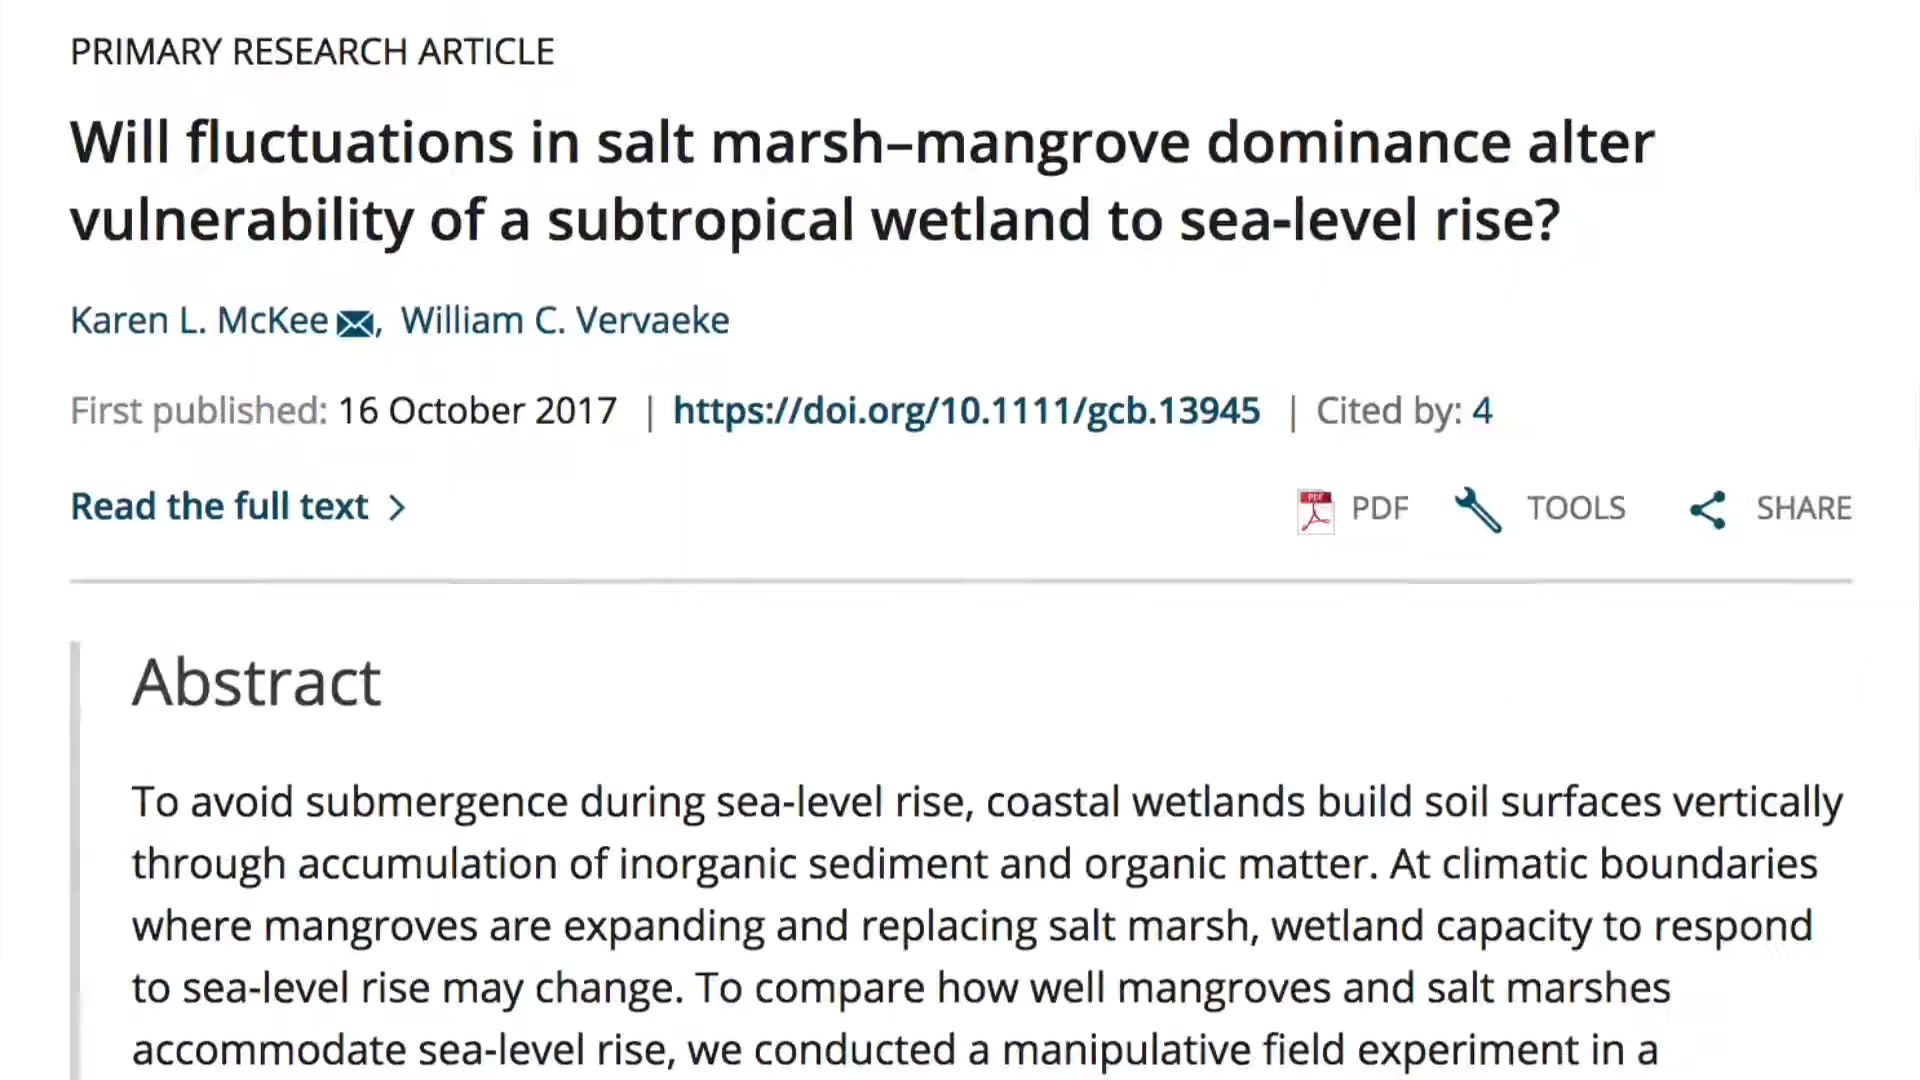 PRIMARY RESEARCH ARTICLE
Will fluctuations in salt marsh–mangrove dominance alter
vulnerability of a subtropical wetland to sea-level rise?
Karen L. McKee, William C. Vervaeke
First published: 16 October 2017 | https://doi.org/10.1111/gcb.13945 | Cited by: 4
Read the full text > PDF PDF TOOLS SHARE
Abstract
To avoid submergence during sea-level rise, coastal wetlands build soil surfaces vertically
through accumulation of inorganic sediment and organic matter. At climatic boundaries
where mangroves are expanding and replacing salt marsh, wetland capacity to respond
to sea-level rise may change. To compare how well mangroves and salt marshes
accommodate sea-level rise, we conducted a manipulative field experiment in a